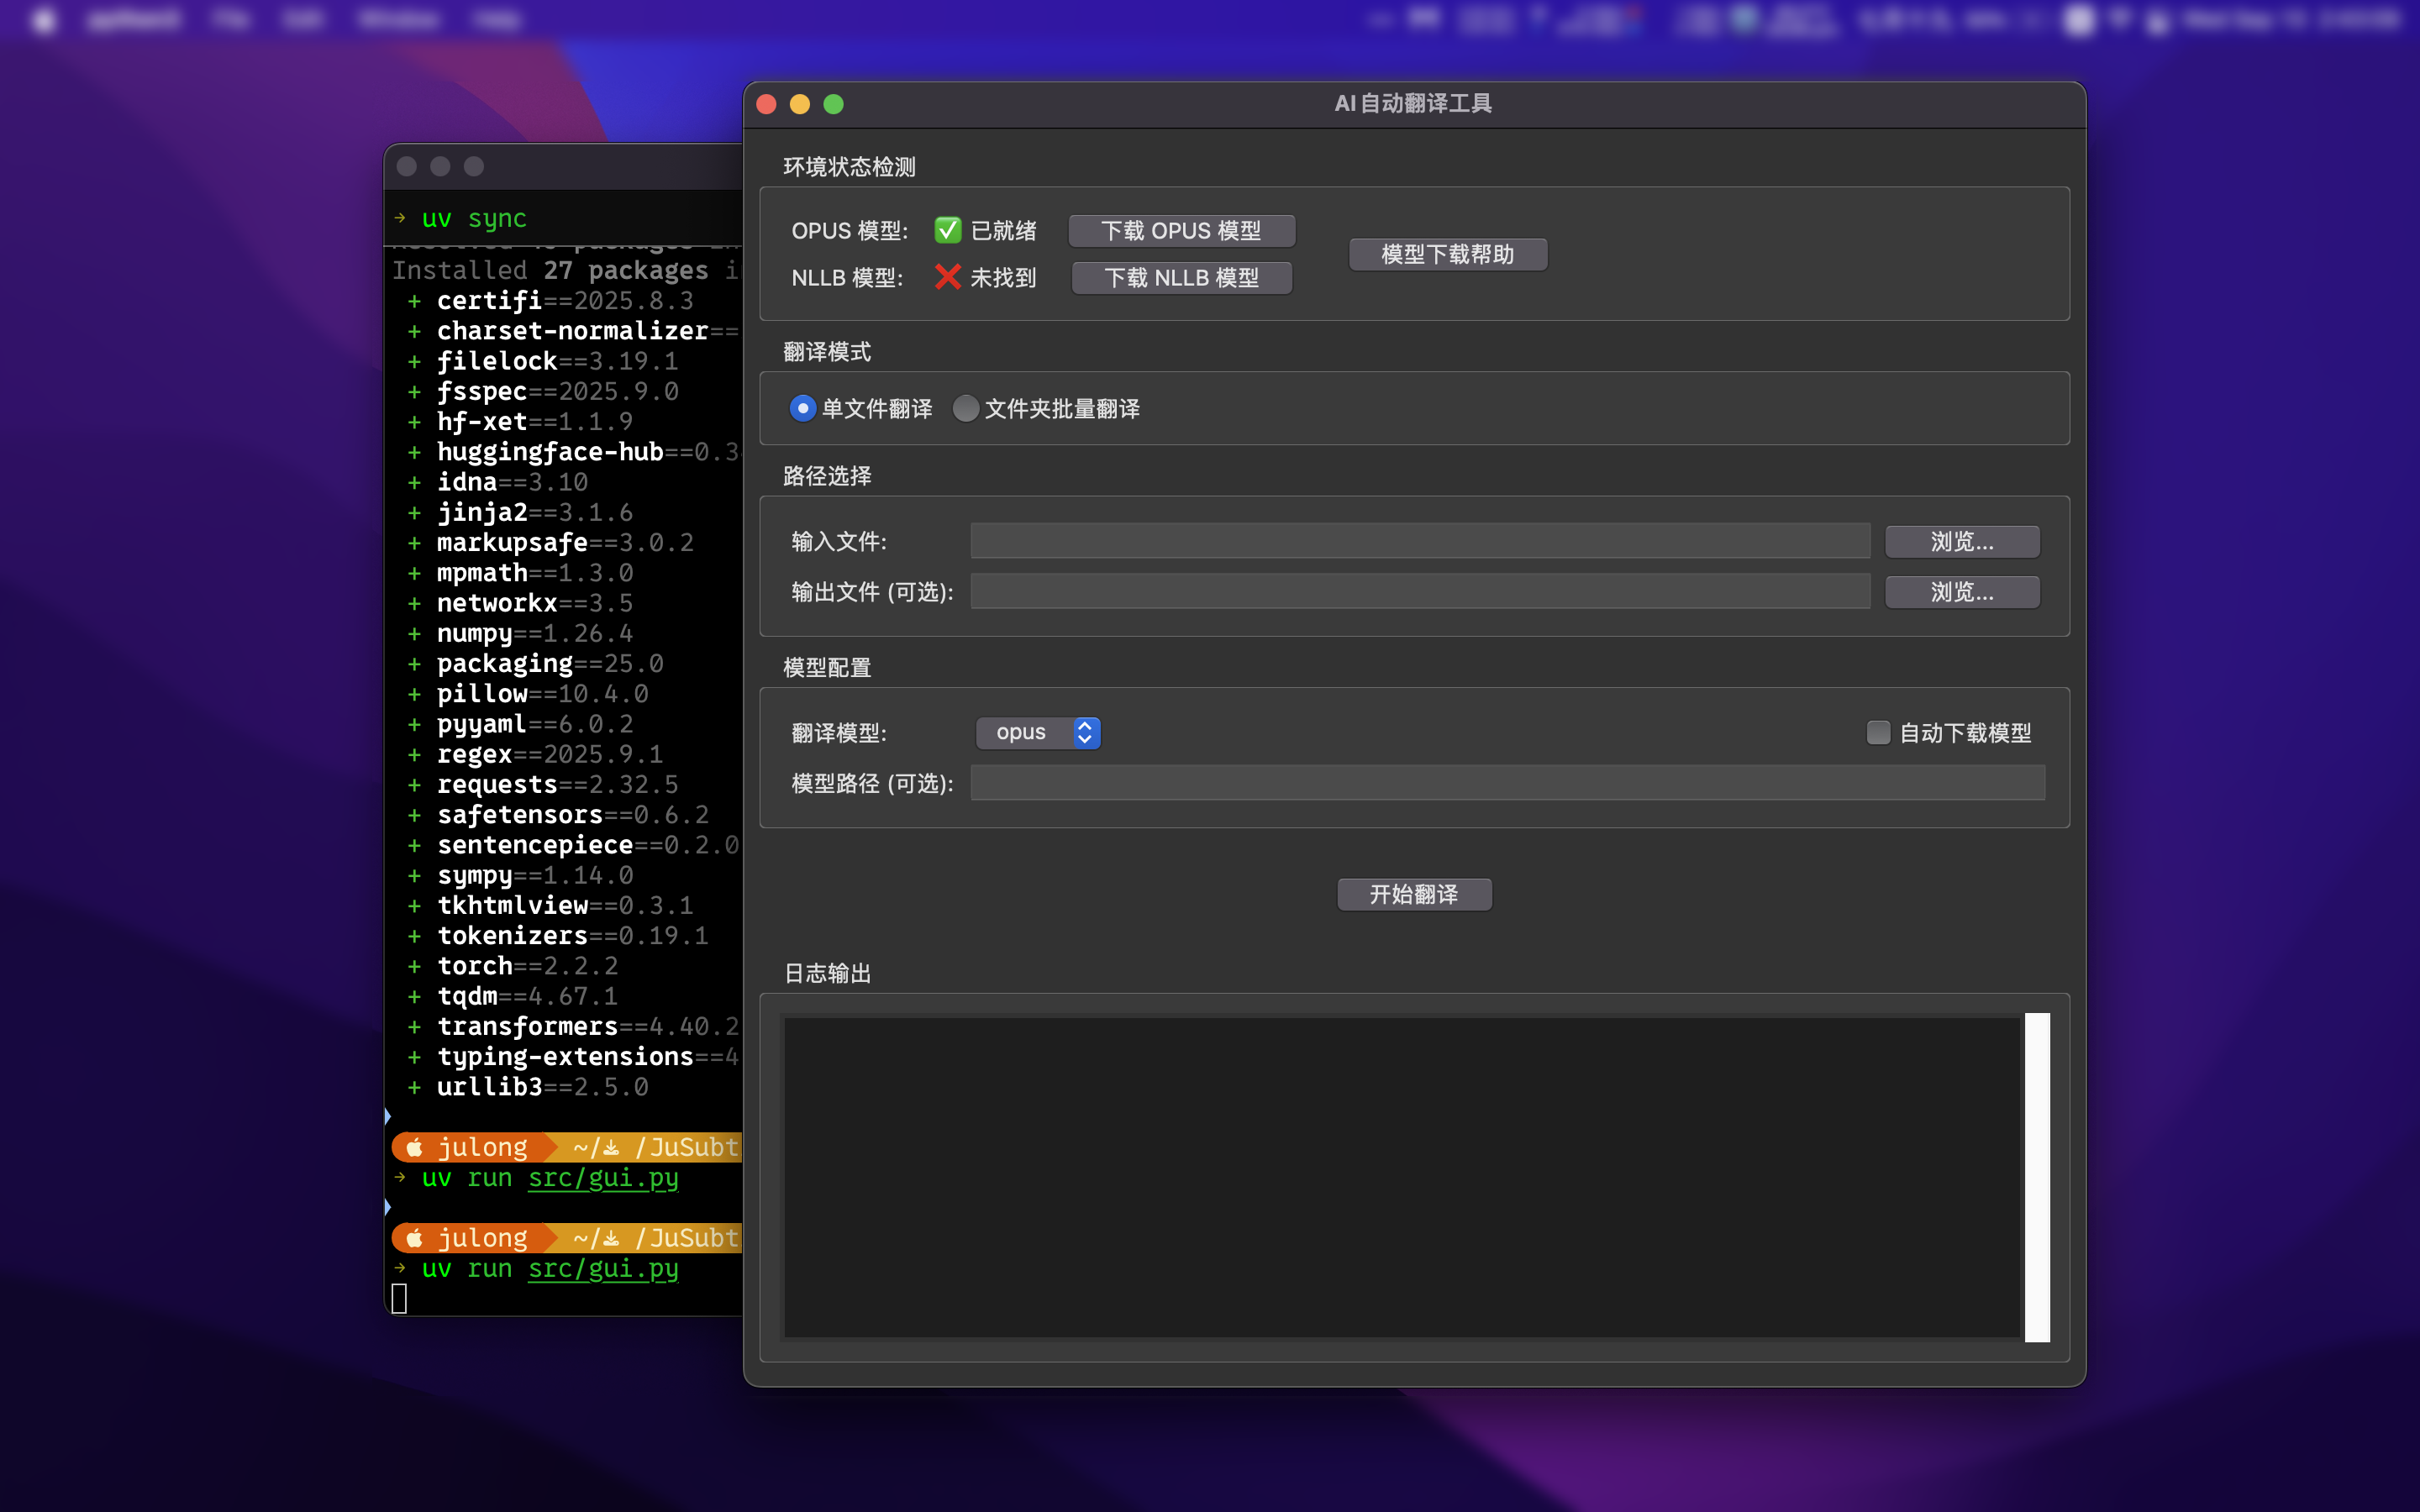 → uv sync
Installed 27 packages i
+ certifi==2025.8.3
+ charset-normalizer==
+ filelock==3.19.1
+ fsspec==2025.9.0
+ hf-xet==1.1.9
+ huggingface-hub==0.3
+ idna==3.10
+ jinja2==3.1.6
+ markupsafe==3.0.2
+ mpmath==1.3.0
+ networkx==3.5
+ numpy==1.26.4
+ packaging==25.0
+ pillow==10.4.0
+ pyyaml==6.0.2
+ regex==2025.9.1
+ requests==2.32.5
+ safetensors==0.6.2
+ sentencepiece==0.2.0
+ sympy==1.14.0
+ tkhtmlview==0.3.1
+ tokenizers==0.19.1
+ torch==2.2.2
+ tqdm==4.67.1
+ transformers==4.40.2
+ typing-extensions==4
+ urllib3==2.5.0
julong ~/ /JuSubt
→ uv run src/gui.py
julong ~/ /JuSubt
→ uv run src/gui.py
AI自动翻译工具
环境状态检测
OPUS 模型: ✅ 已就绪 下载 OPUS 模型
模型下载帮助
NLLB 模型: ❌ 未找到 下载 NLLB 模型
翻译模式
单文件翻译 文件夹批量翻译
路径选择
输入文件: 浏览...
输出文件 (可选): 浏览...
模型配置
翻译模型: opus 自动下载模型
模型路径 (可选):
开始翻译
日志输出